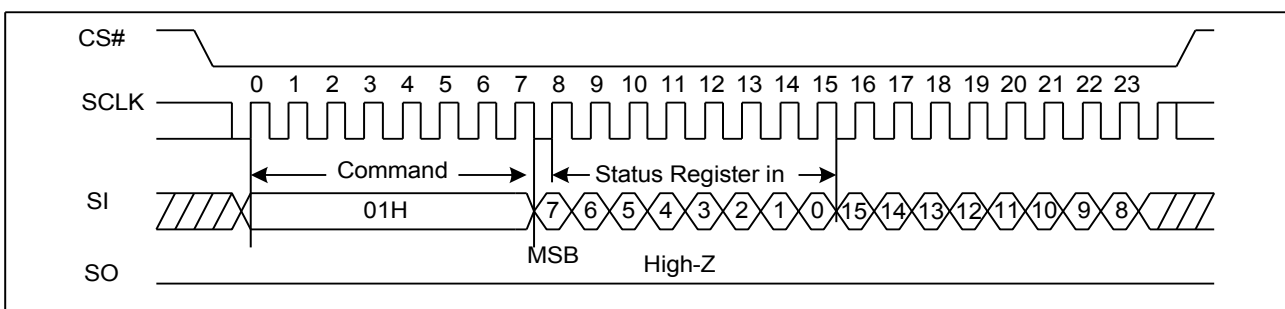 CS#
0 1 2 3 4 5 6 7 8 9 10 11 12 13 14 15 16 17 18 19 20 21 22 23
SCLK
Command Status Register in
SI 01H 7 6 5 4 3 2 1 0 15 14 13 12 11 10 9 8
MSB High-Z
SO